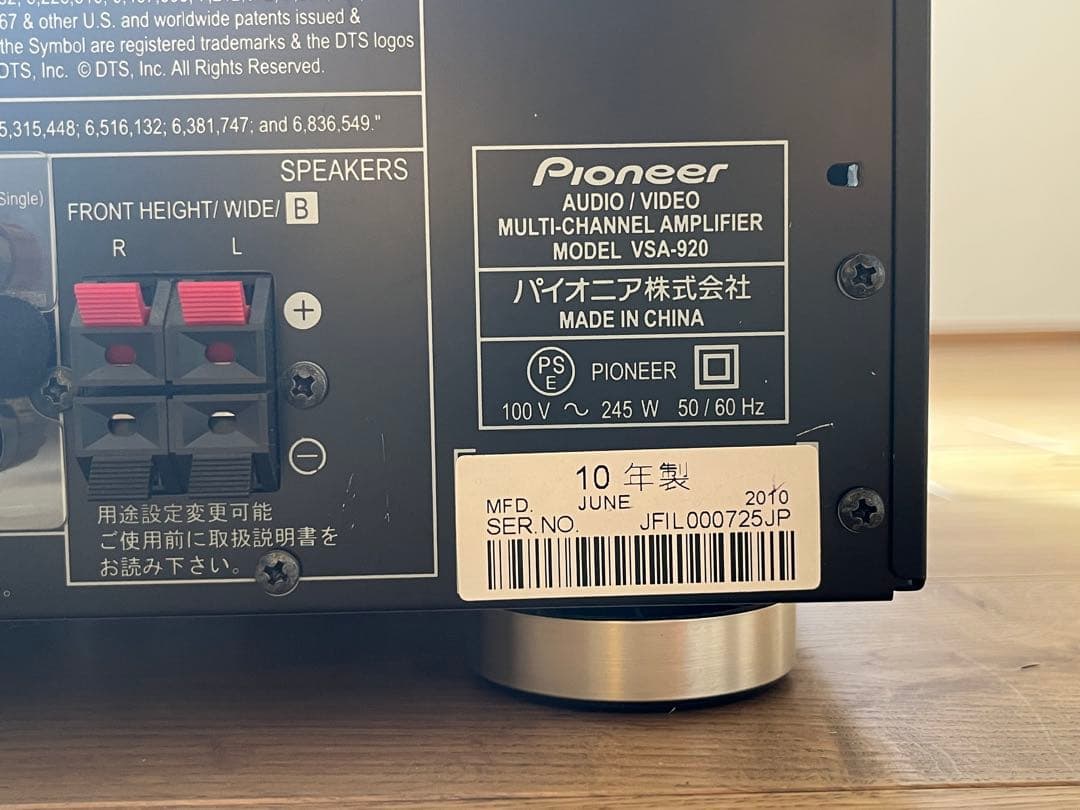 67 & other U.S. and worldwide patents issued &
the Symbol are registered trademarks & the DTS logos
DTS, Inc. © DTS, Inc. All Rights Reserved.
5,315,448; 6,516,132; 6,381,747; and 6,836,549."
SPEAKERS
Single)
FRONT HEIGHT/ WIDE/ B
R L
+
−
用途設定変更可能
ご使用前に取扱説明書を
お読み下さい。
Pioneer
AUDIO / VIDEO
MULTI-CHANNEL AMPLIFIER
MODEL VSA-920
パイオニア株式会社
MADE IN CHINA
PS E PIONEER
100 V ~ 245 W 50 / 60 Hz
10 年製
MFD. JUNE 2010
SER.NO. JFIL000725JP